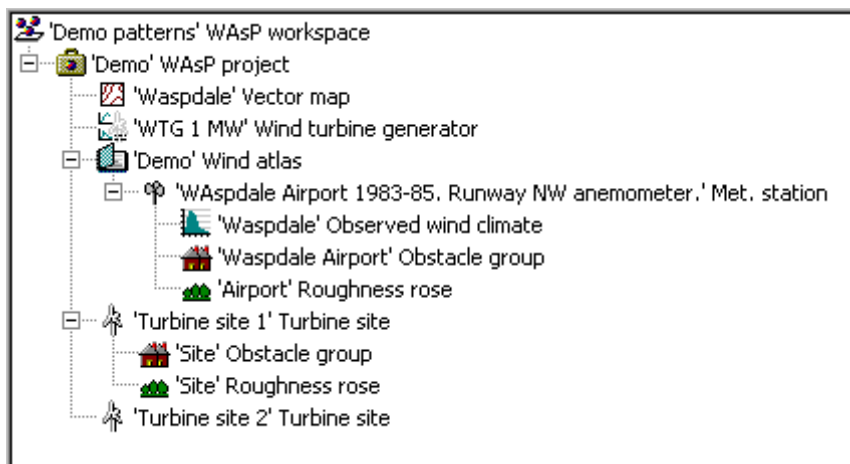 'Demo patterns' WAsP workspace
'Demo' WAsP project
'Waspdale' Vector map
'WTG 1 MW' Wind turbine generator
'Demo' Wind atlas
'WAspdale Airport 1983-85. Runway NW anemometer.' Met. station
'Waspdale' Observed wind climate
'Waspdale Airport' Obstacle group
'Airport' Roughness rose
'Turbine site 1' Turbine site
'Site' Obstacle group
'Site' Roughness rose
'Turbine site 2' Turbine site